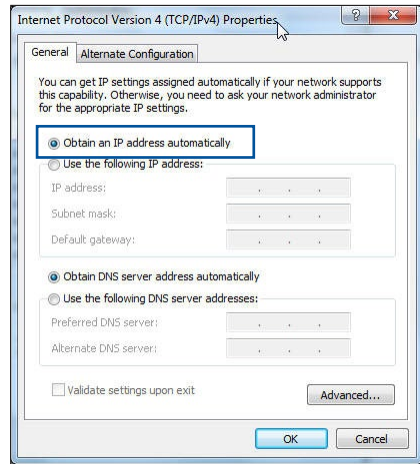 Internet Protocol Version 4 (TCP/IPv4) Properties
General
Alternate Configuration
You can get IP settings assigned automatically if your network supports
this capability. Otherwise, you need to ask your network administrator
for the appropriate IP settings.
Obtain an IP address automatically
Use the following IP address:
IP address:
Subnet mask:
Default gateway:
Obtain DNS server address automatically
Use the following DNS server addresses:
Preferred DNS server:
Alternate DNS server:
Validate settings upon exit
Advanced...
OK
Cancel